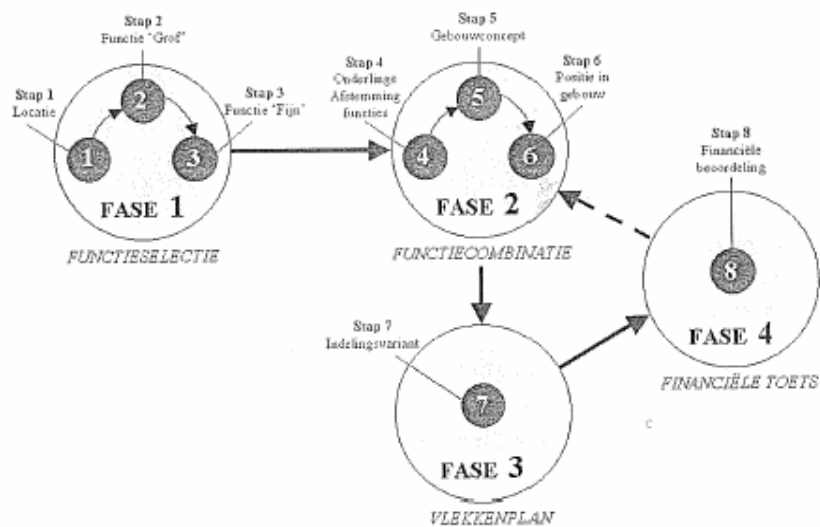 Stap 1
Locatie
Stap 2
Functie "Grof"
Stap 3
Functie "Fijn"
1
2
3
FASE 1
FUNCTIESELECTIE
Stap 4
Onderlinge
Afstemming
functies
Stap 5
Gebouwconcept
Stap 6
Positie in
gebouw
4
5
6
FASE 2
FUNCTIECOMBINATIE
Stap 7
Indelingsvariant
7
FASE 3
VLEKKENPLAN
Stap 8
Financiële
beoordeling
8
FASE 4
FINANCIËLE TOETS
c